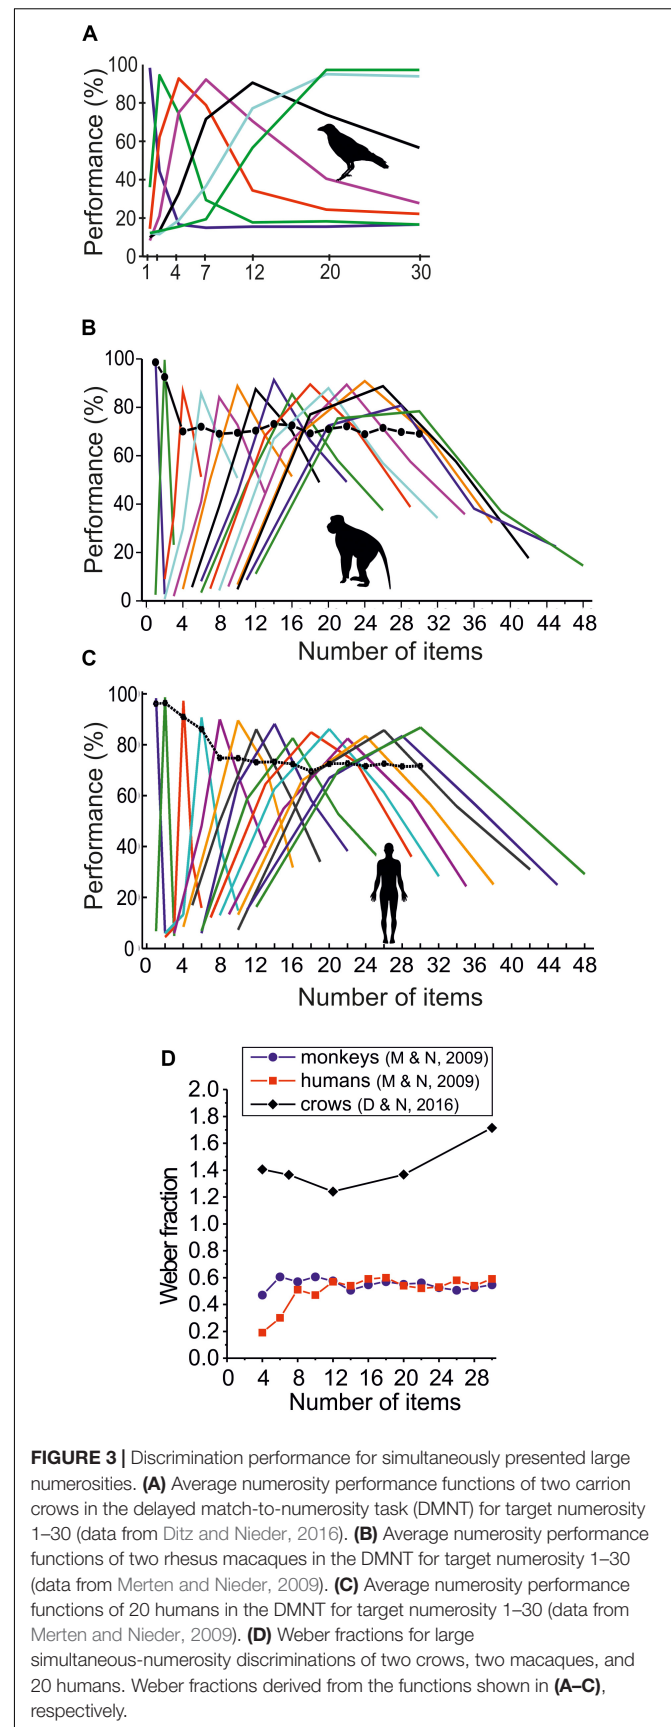 A
Performance (%)
100
80
60
40
20
0
1 4 7 12 20 30
B
Performance (%)
100
80
60
40
20
0
0 4 8 12 16 20 24 28 32 36 40 44 48
Number of items
C
Performance (%)
100
80
60
40
20
0
0 4 8 12 16 20 24 28 32 36 40 44 48
Number of items
D
monkeys (M & N, 2009)
humans (M & N, 2009)
crows (D & N, 2016)
Weber fraction
2.0
1.8
1.6
1.4
1.2
1.0
0.8
0.6
0.4
0.2
0.0
0 4 8 12 16 20 24 28
Number of items
FIGURE 3 | Discrimination performance for simultaneously presented large
numerosities. (A) Average numerosity performance functions of two carrion
crows in the delayed match-to-numerosity task (DMNT) for target numerosity
1–30 (data from Ditz and Nieder, 2016). (B) Average numerosity performance
functions of two rhesus macaques in the DMNT for target numerosity 1–30
(data from Merten and Nieder, 2009). (C) Average numerosity performance
functions of 20 humans in the DMNT for target numerosity 1–30 (data from
Merten and Nieder, 2009). (D) Weber fractions for large
simultaneous-numerosity discriminations of two crows, two macaques, and
20 humans. Weber fractions derived from the functions shown in (A–C),
respectively.